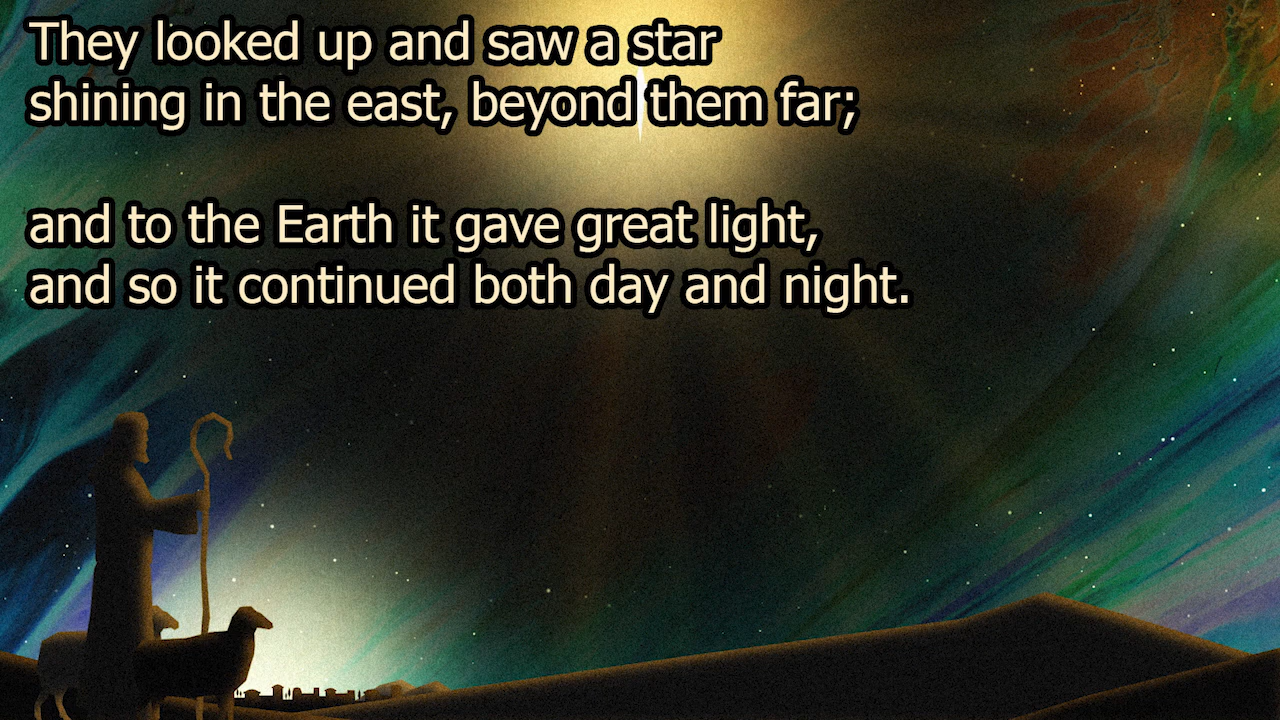 They looked up and saw a star
shining in the east, beyond them far;
and to the Earth it gave great light,
and so it continued both day and night.